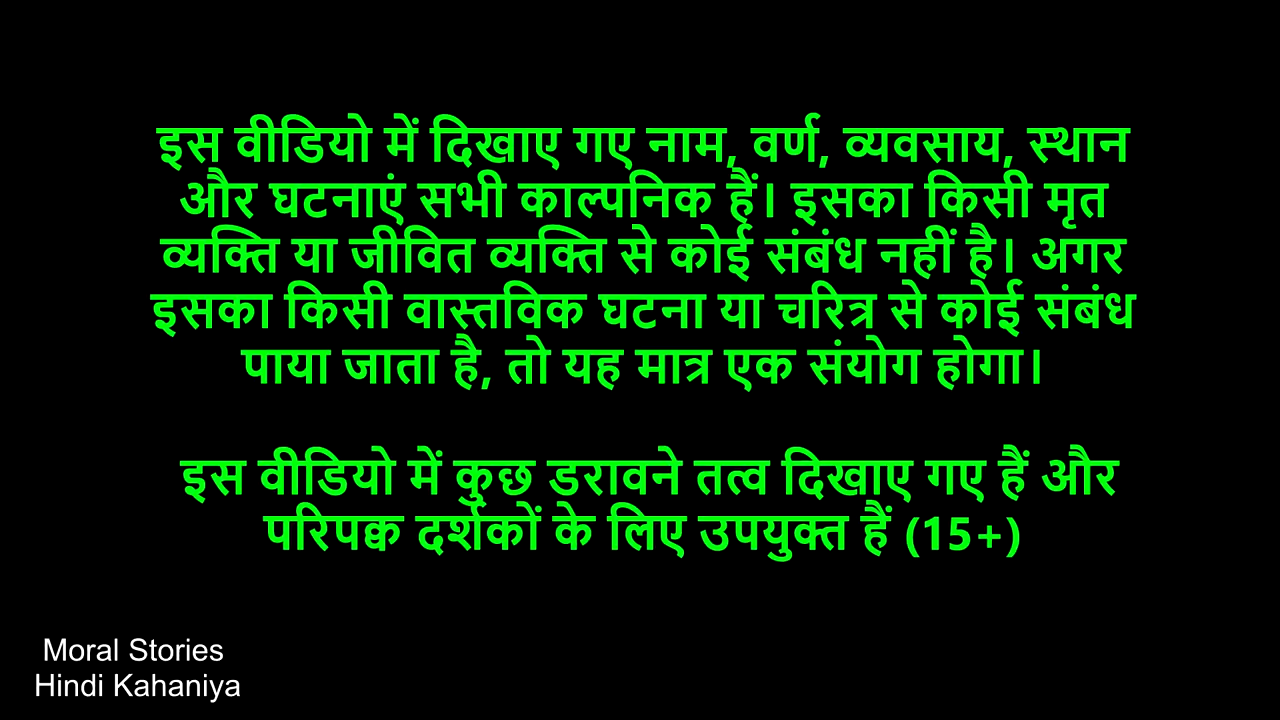 इस वीडियो में दिखाए गए नाम, वर्ण, व्यवसाय, स्थान
और घटनाएं सभी काल्पनिक हैं। इसका किसी मृत
व्यक्ति या जीवित व्यक्ति से कोई संबंध नहीं है। अगर
इसका किसी वास्तविक घटना या चरित्र से कोई संबंध
पाया जाता है, तो यह मात्र एक संयोग होगा।
इस वीडियो में कुछ डरावने तत्व दिखाए गए हैं और
परिपक्व दर्शकों के लिए उपयुक्त हैं (15+)
Moral Stories
Hindi Kahaniya